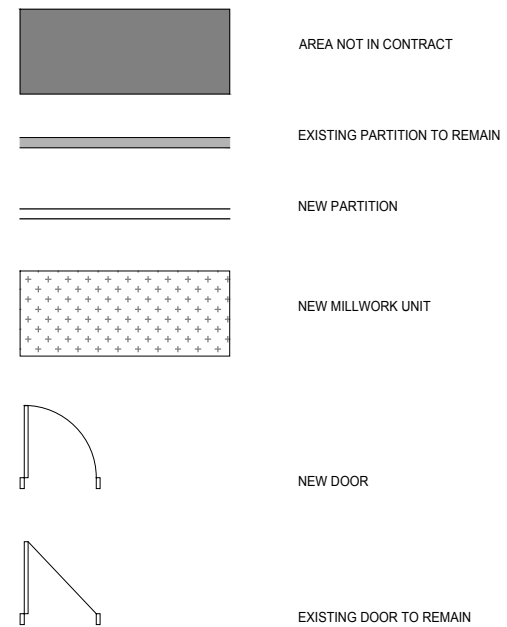 AREA NOT IN CONTRACT
EXISTING PARTITION TO REMAIN
NEW PARTITION
NEW MILLWORK UNIT
NEW DOOR
EXISTING DOOR TO REMAIN